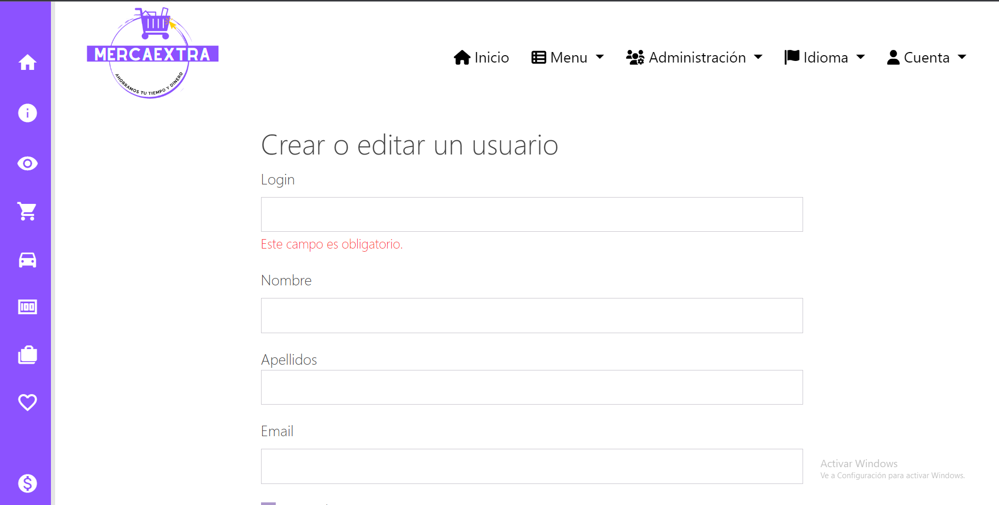 MERCAEXTRA
AHORRAMOS TU TIEMPO Y DINERO
Inicio
Menu
Administración
Idioma
Cuenta
100
Crear o editar un usuario
Login
Este campo es obligatorio.
Nombre
Apellidos
Email
Activar Windows
Ve a Configuración para activar Windows.